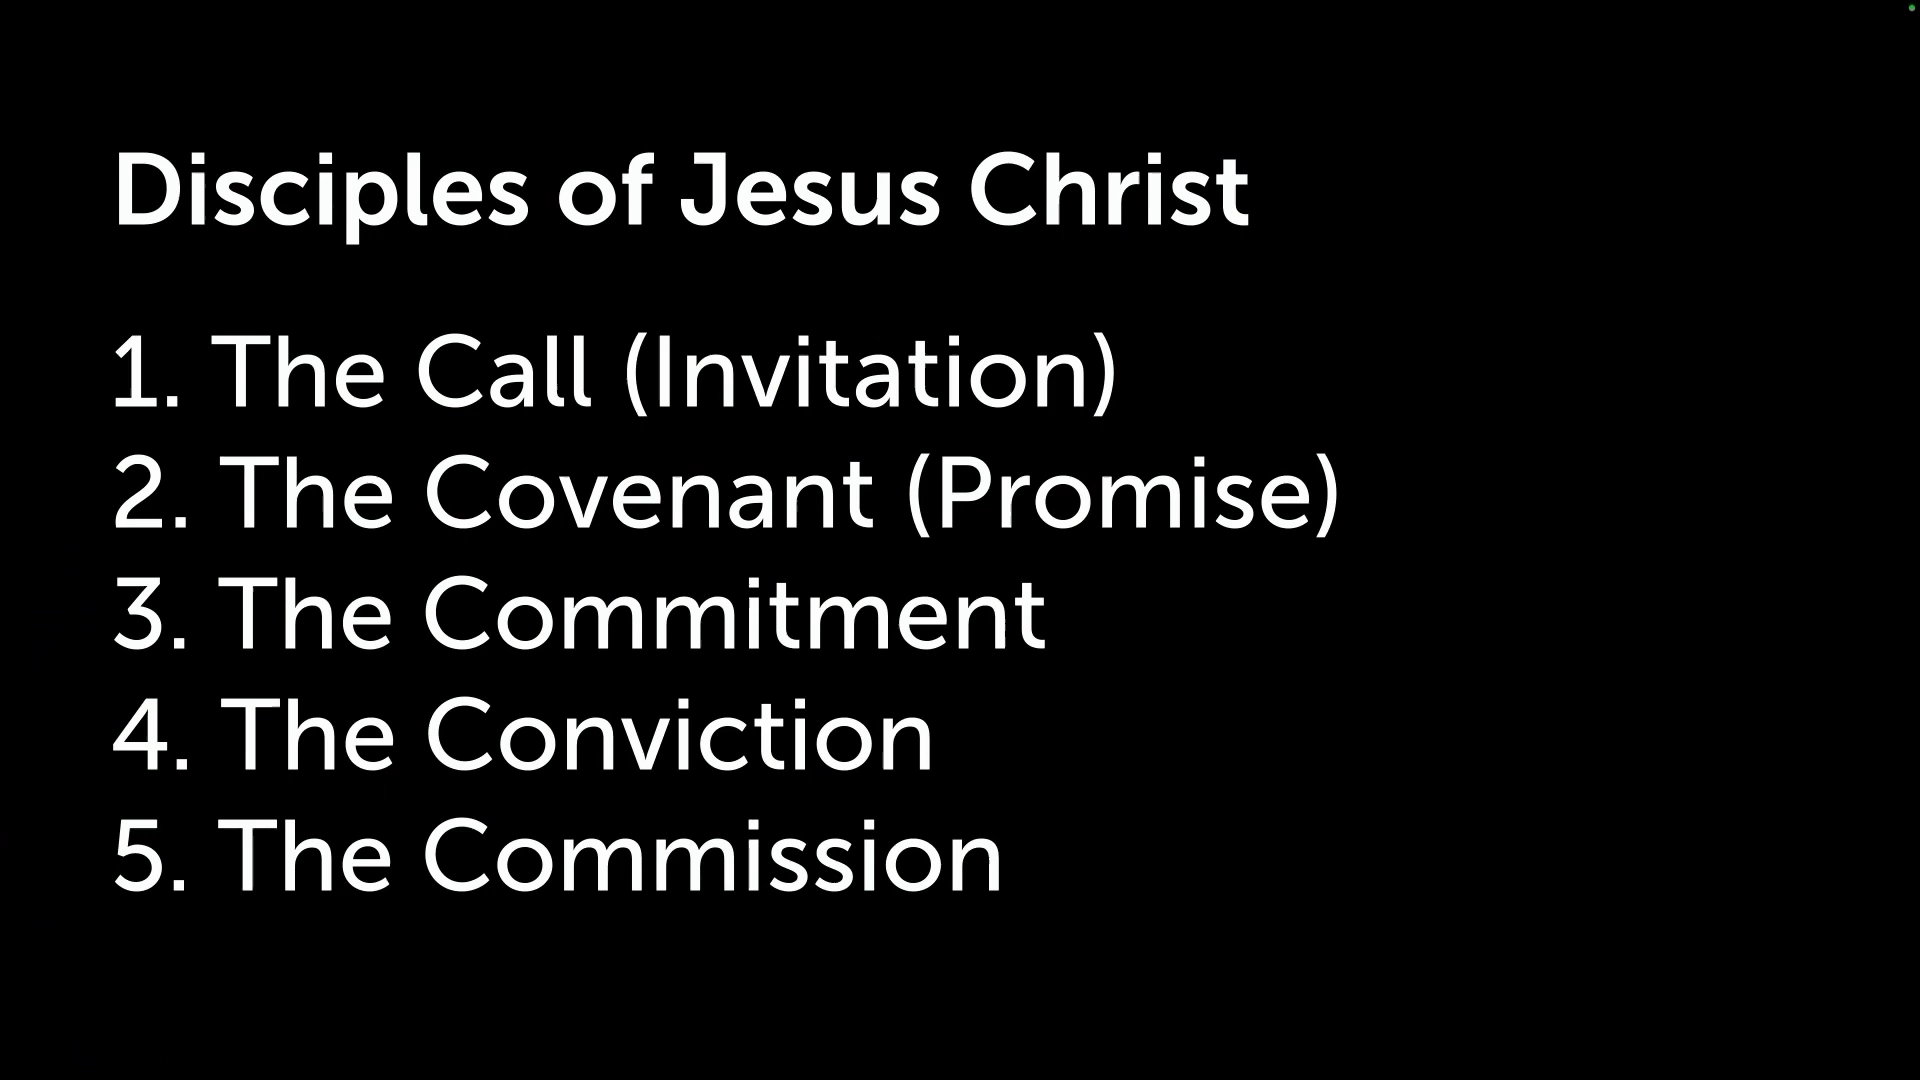 Disciples of Jesus Christ
1. The Call (Invitation)
2. The Covenant (Promise)
3. The Commitment
4. The Conviction
5. The Commission